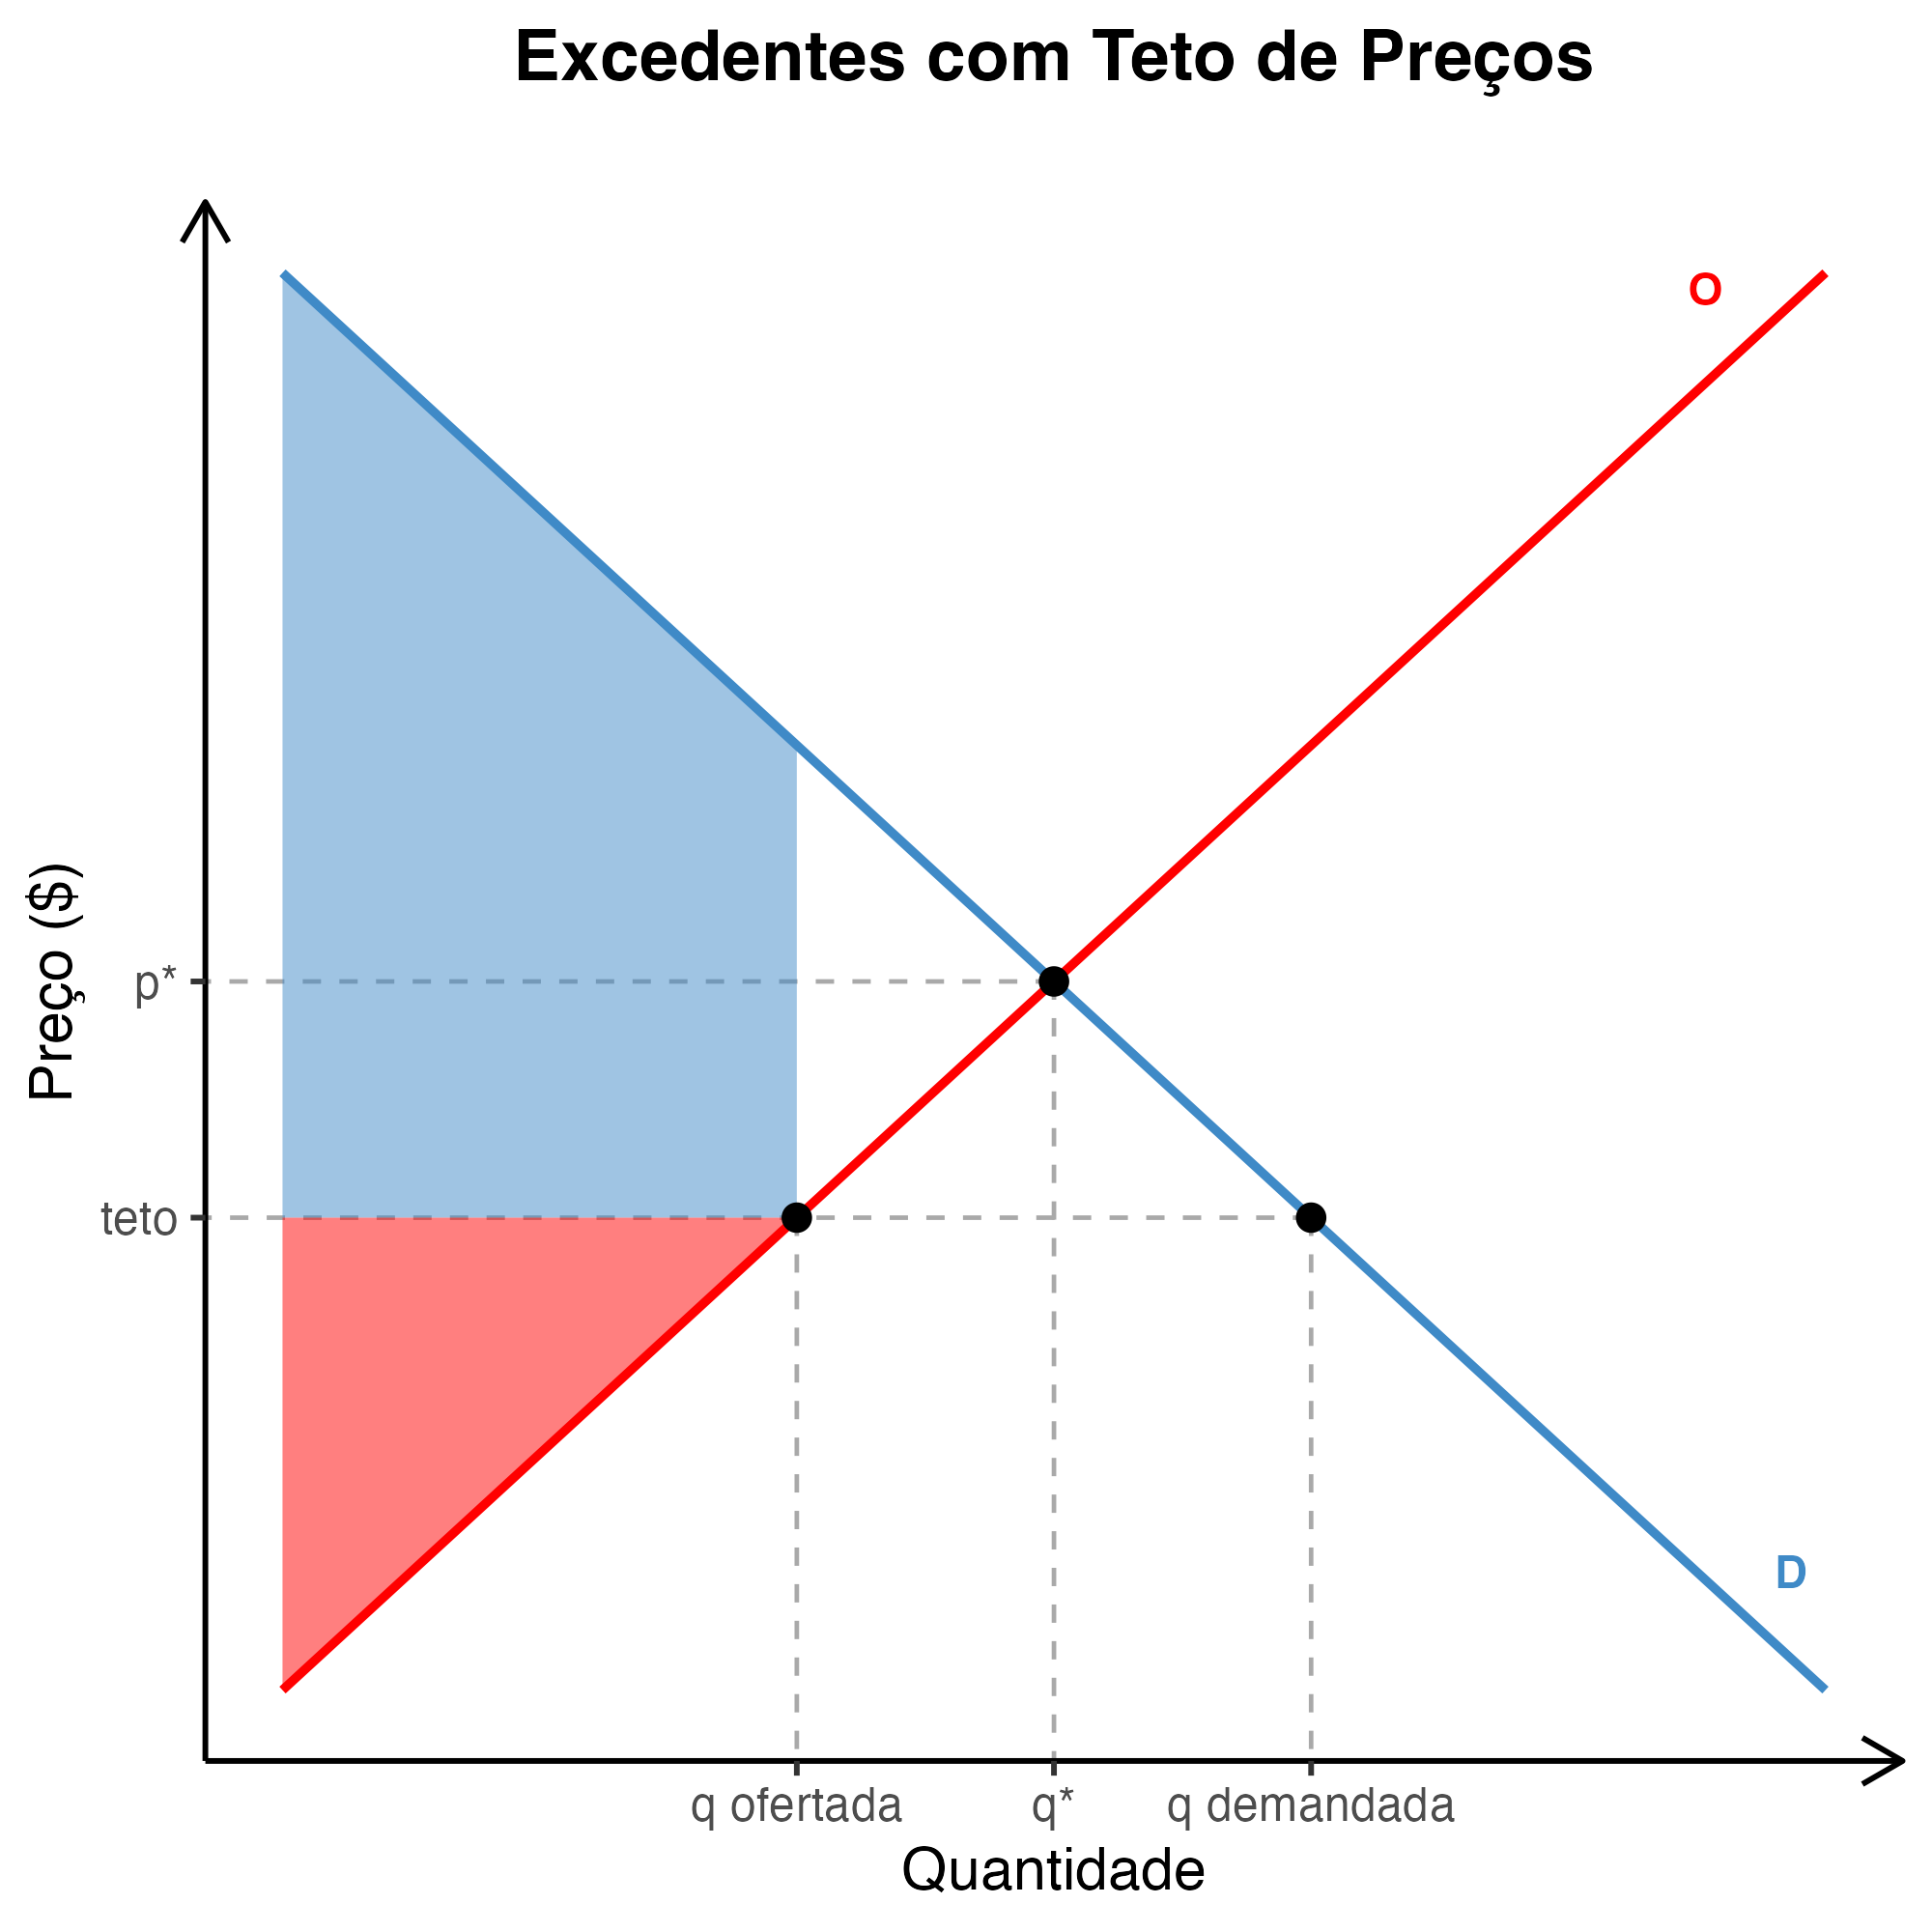 Excedentes com Teto de Preços
O
Preço ($)
p*
teto
D
q ofertada
q*
q demandada
Quantidade